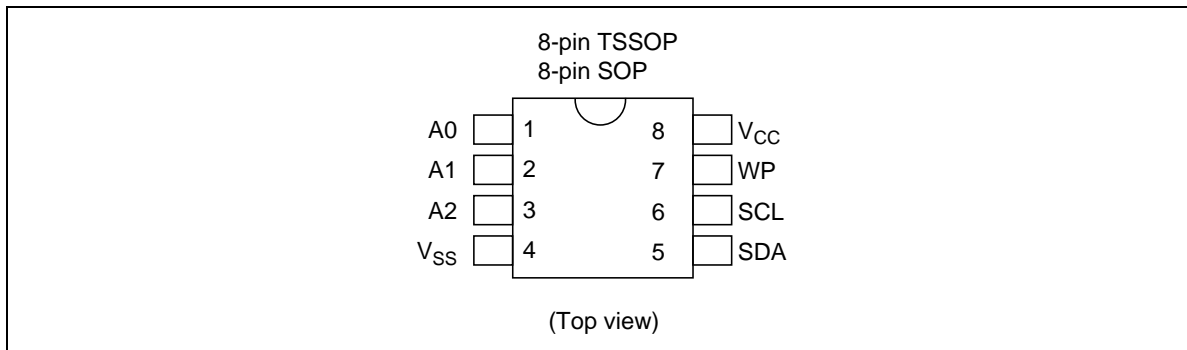 8-pin TSSOP
8-pin SOP
A0 1 8 VCC
A1 2 7 WP
A2 3 6 SCL
VSS 4 5 SDA
(Top view)